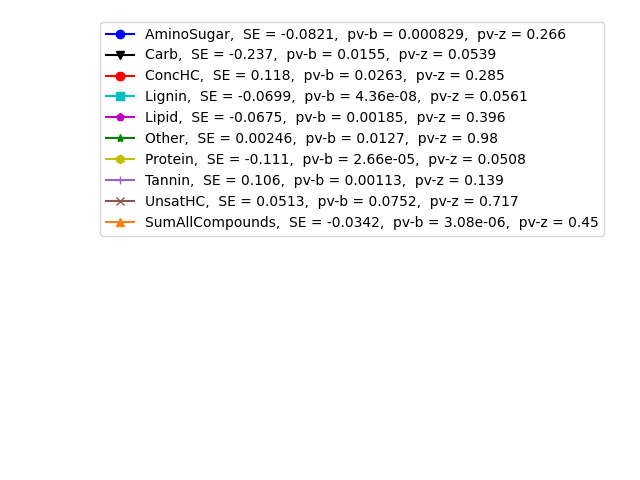 AminoSugar, SE = -0.0821, pv-b = 0.000829, pv-z = 0.266
Carb, SE = -0.237, pv-b = 0.0155, pv-z = 0.0539
ConcHC, SE = 0.118, pv-b = 0.0263, pv-z = 0.285
Lignin, SE = -0.0699, pv-b = 4.36e-08, pv-z = 0.0561
Lipid, SE = -0.0675, pv-b = 0.00185, pv-z = 0.396
Other, SE = 0.00246, pv-b = 0.0127, pv-z = 0.98
Protein, SE = -0.111, pv-b = 2.66e-05, pv-z = 0.0508
Tannin, SE = 0.106, pv-b = 0.00113, pv-z = 0.139
UnsatHC, SE = 0.0513, pv-b = 0.0752, pv-z = 0.717
SumAllCompounds, SE = -0.0342, pv-b = 3.08e-06, pv-z = 0.45